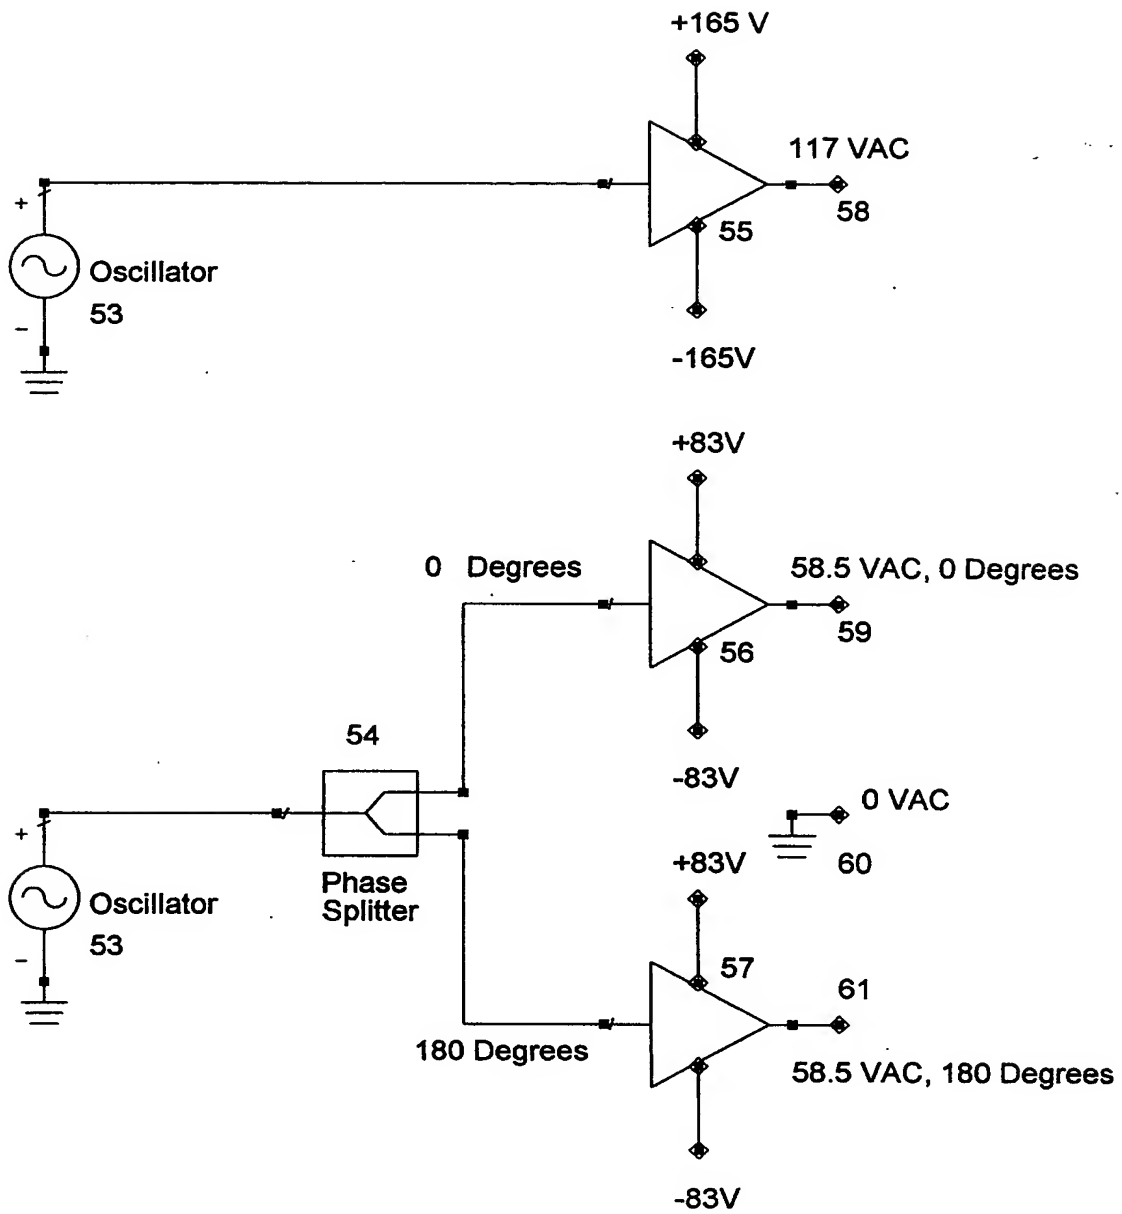 +165 V
117 VAC
58
55
+
Oscillator
53
−
-165V
+83V
0 Degrees
58.5 VAC, 0 Degrees
59
56
54
-83V
0 VAC
60
+
Phase
Splitter
Oscillator
53
−
+83V
57
61
180 Degrees
58.5 VAC, 180 Degrees
-83V